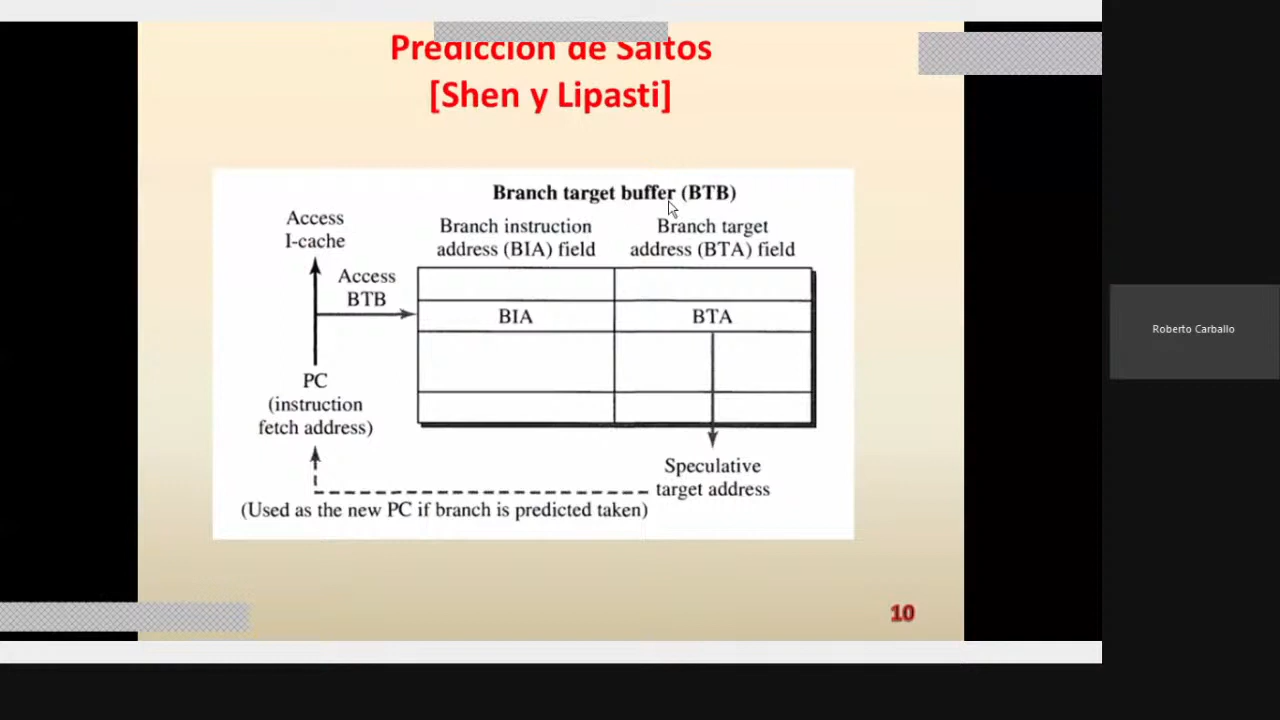 Predicción de Saltos
[Shen y Lipasti]
Branch target buffer (BTB)
Access
I-cache
Branch instruction
address (BIA) field
Branch target
address (BTA) field
Access
BTB
BIA
BTA
PC
(instruction
fetch address)
Speculative
target address
(Used as the new PC if branch is predicted taken)
10
Roberto Carballo